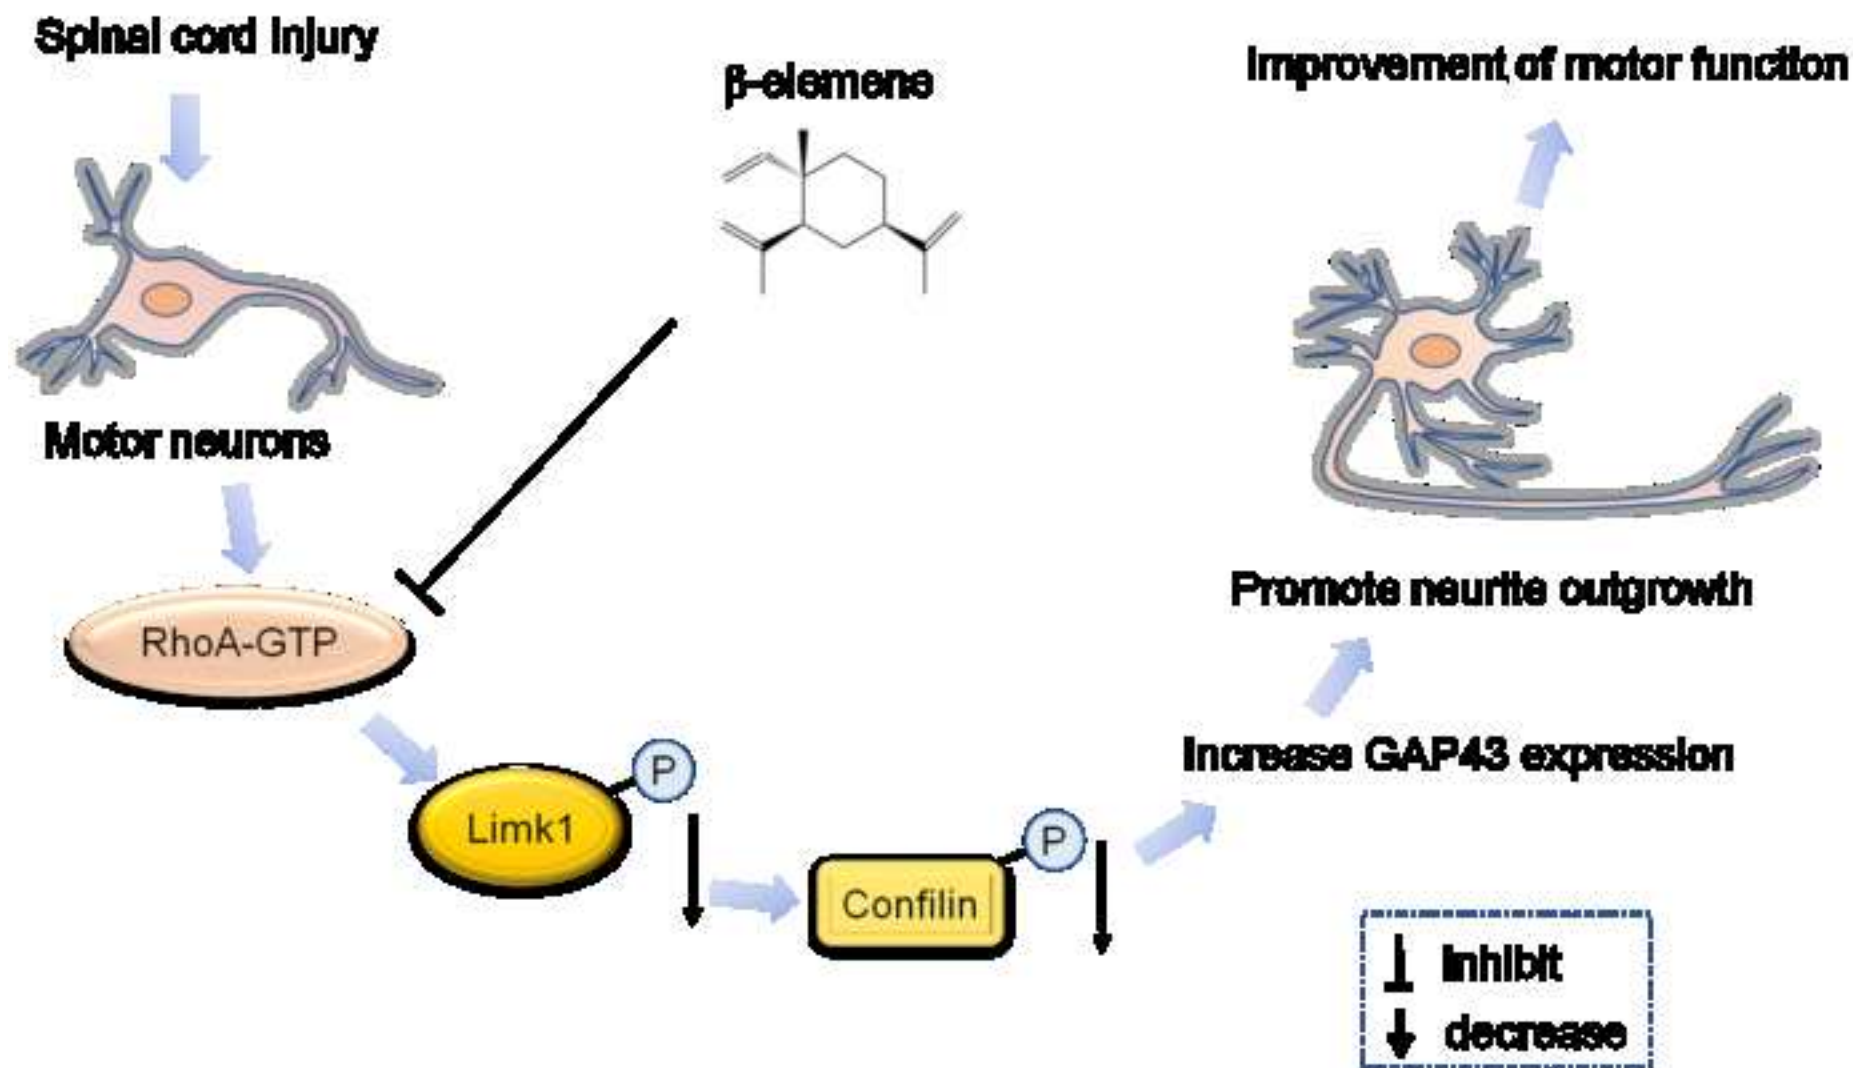 Spinal cord injury
β-elemene
Improvement of motor function
Motor neurons
RhoA-GTP
Promote neurite outgrowth
P
Limk1
Increase GAP43 expression
P
Confilin
inhibit
decrease